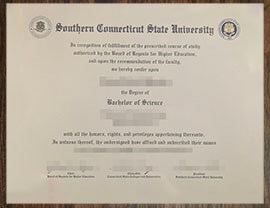 Southern Connecticut State University
In recognition of fulfillment of the prescribed course of study
authorized by the Board of Regents for Higher Education,
and upon the recommendation of the faculty,
we hereby confer upon
the Degree of
Bachelor of Science
with all the honors, rights, and privileges appertaining thereunto.
In witness thereof, the undersigned have affixed and subscribed their names